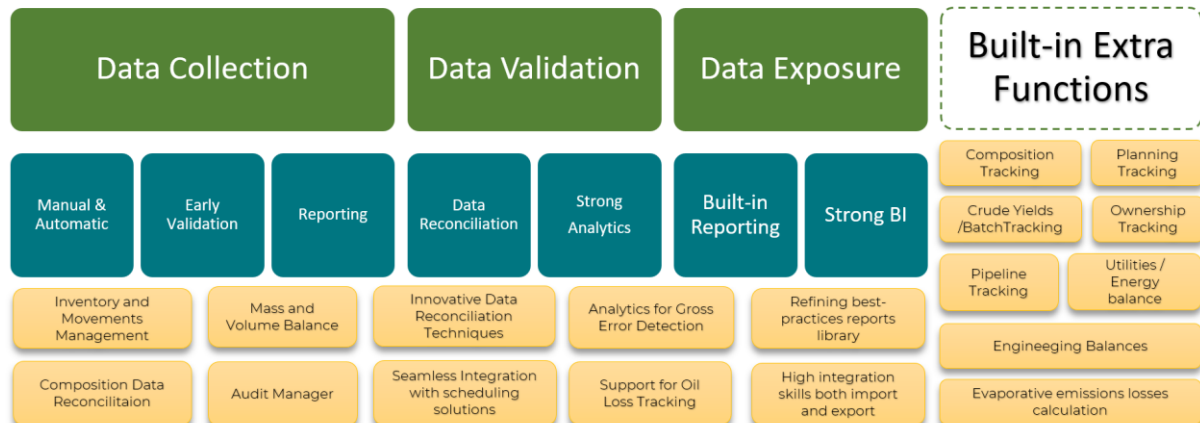 Data Collection
Data Validation
Data Exposure
Built-in Extra
Functions
Manual &
Automatic
Early
Validation
Reporting
Data
Reconciliation
Strong
Analytics
Built-in
Reporting
Strong BI
Composition
Tracking
Planning
Tracking
Crude Yields
/BatchTracking
Ownership
Tracking
Pipeline
Tracking
Utilities /
Energy
balance
Inventory and
Movements
Management
Mass and
Volume Balance
Innovative Data
Reconciliation
Techniques
Analytics for Gross
Error Detection
Refining best-
practices reports
library
Engineeging Balances
Composition Data
Reconcilitaion
Audit Manager
Seamless Integration
with scheduling
solutions
Support for Oil
Loss Tracking
High integration
skills both import
and export
Evaporative emissions losses
calculation